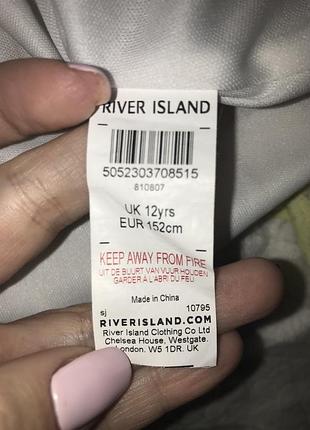 RIVER ISLAND
5052303708515
810807
UK 12yrs
EUR 152cm
KEEP AWAY FROM FIRE
UIT DE BUURT VAN VUUR HOUDEN
GARDER À L'ABRI DU FEU
Made in China
sj 10795
RIVERISLAND.COM
River Island Clothing Co Ltd
Chelsea House, Westgate,
London. W5 1DR. UK